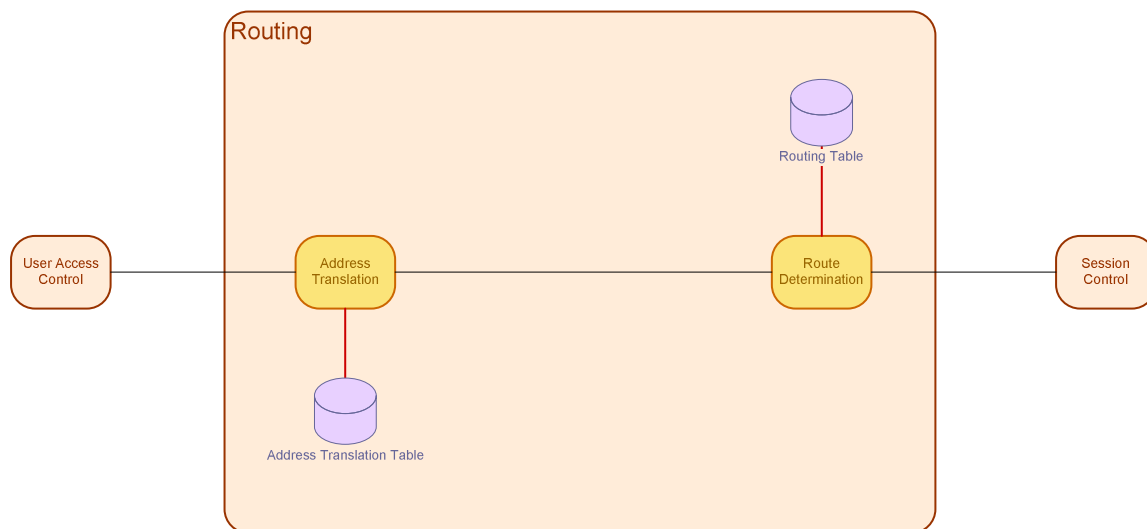 Routing
Routing Table
User Access
Control
Address
Translation
Route
Determination
Session
Control
Address Translation Table